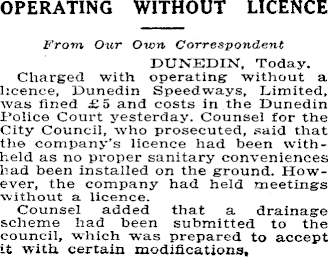 OPERATING WITHOUT LICENCE
From Our Own Correspondent
DUNEDIN, Today.
Charged with operating without a
licence, Dunedin Speedways, Limited,
was fined £5 and costs in the Dunedin
Police Court yesterday. Counsel for the
City Council, who prosecuted, said that
the company's licence had been with-
held as no proper sanitary conveniences
had been installed on the ground. How-
ever, the company had held meetings
without a licence.
Counsel added that a drainage
scheme had been submitted to the
council, which was prepared to accept
it with certain modifications.